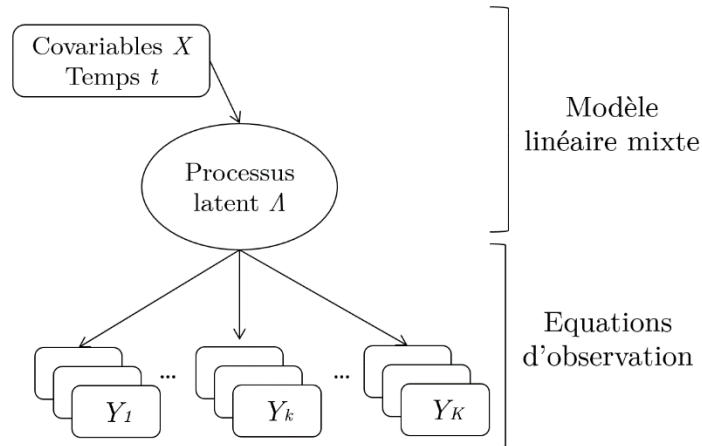 Covariables X
Temps t
Modèle
linéaire mixte
Processus
latent Λ
Equations
d'observation
... ...
Y1 Yk YK